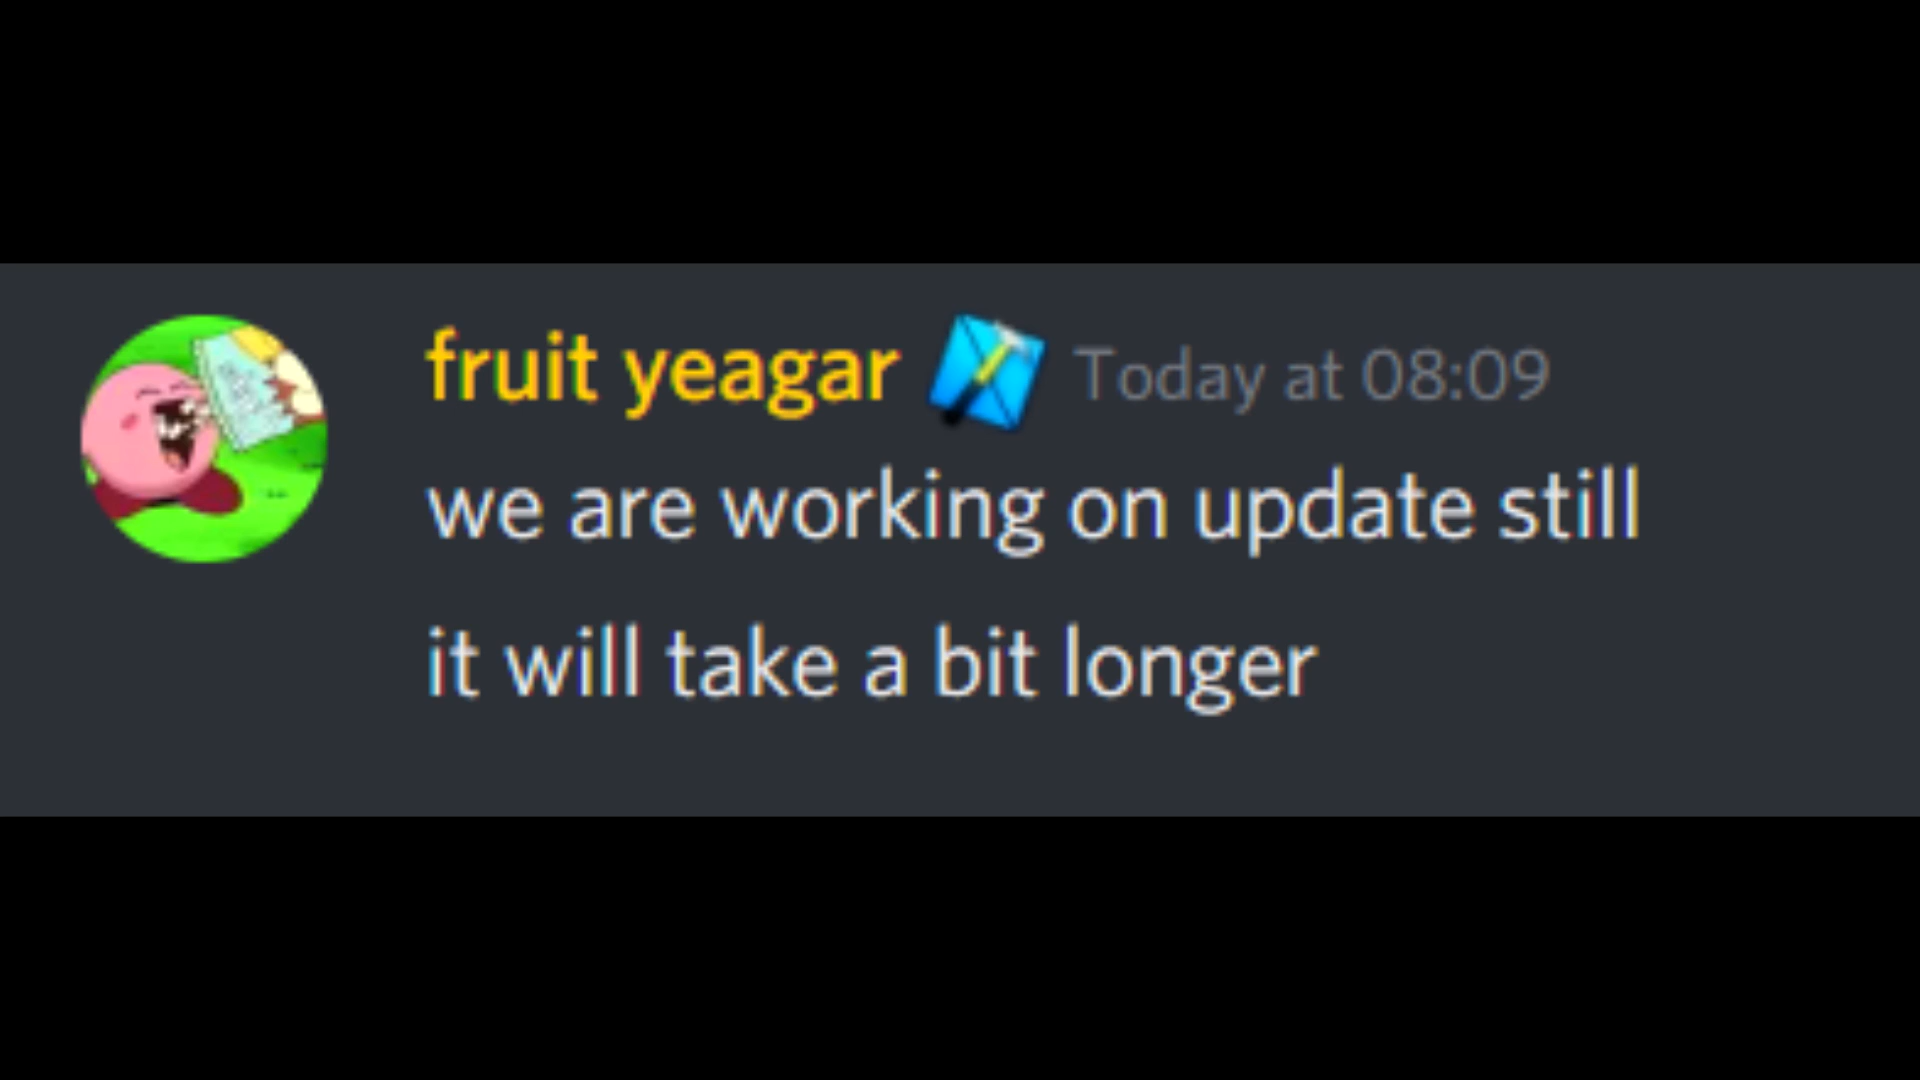 fruit yeagar Today at 08:09
we are working on update still
it will take a bit longer